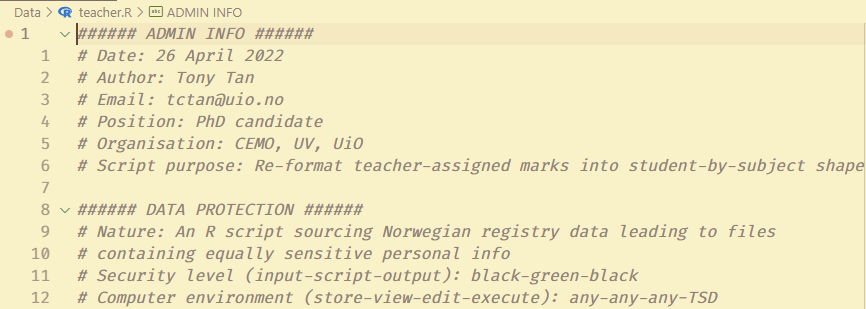 Data > teacher.R > ADMIN INFO
1 ###### ADMIN INFO ######
1 # Date: 26 April 2022
2 # Author: Tony Tan
3 # Email: tctan@uio.no
4 # Position: PhD candidate
5 # Organisation: CEMO, UV, UiO
6 # Script purpose: Re-format teacher-assigned marks into student-by-subject shape
7
8 ###### DATA PROTECTION ######
9 # Nature: An R script sourcing Norwegian registry data leading to files
10 # containing equally sensitive personal info
11 # Security level (input-script-output): black-green-black
12 # Computer environment (store-view-edit-execute): any-any-any-TSD